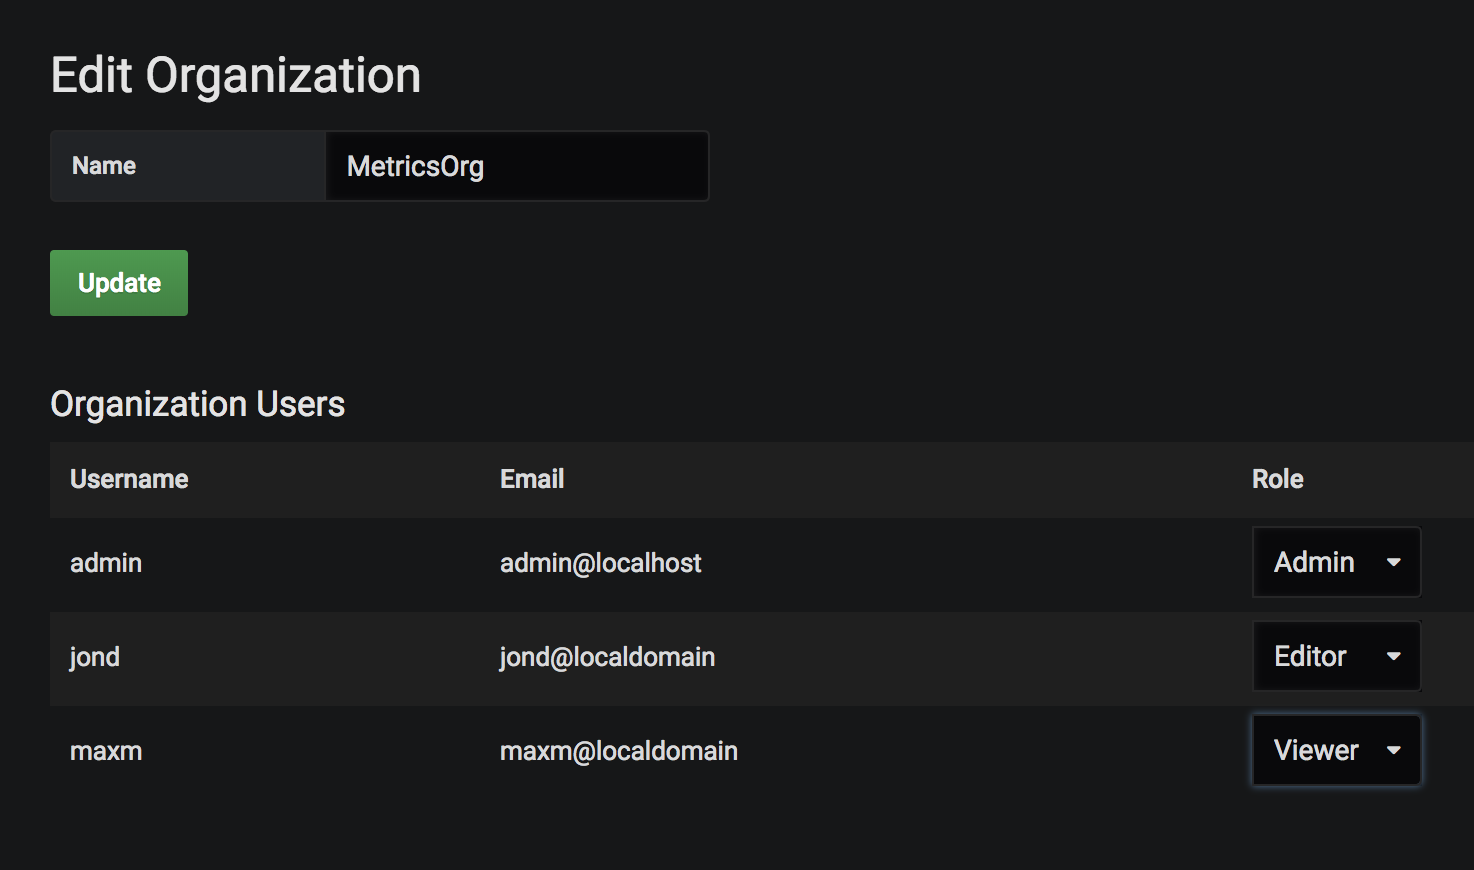 Edit Organization
Name MetricsOrg
Update
Organization Users
Username Email Role
admin admin@localhost Admin
jond jond@localdomain Editor
maxm maxm@localdomain Viewer